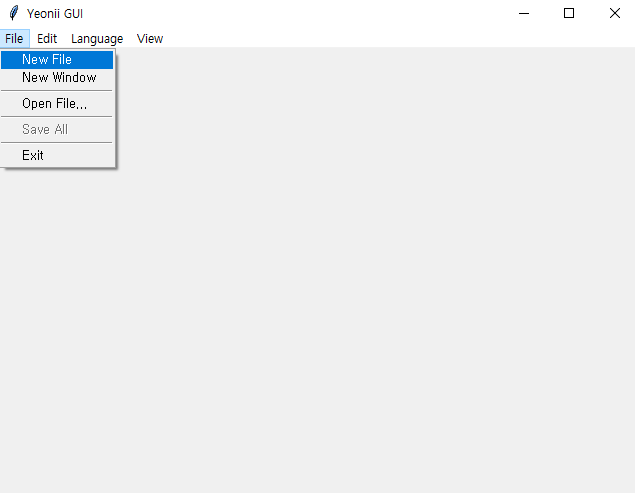 Yeonii GUI
File Edit Language View
New File
New Window
Open File...
Save All
Exit